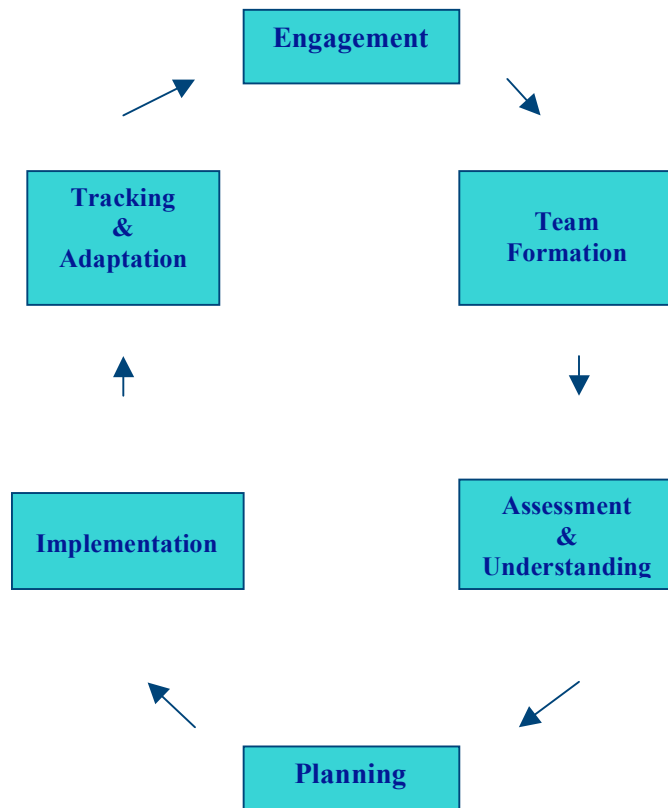 Engagement
Team
Formation
Assessment
&
Understanding
Planning
Implementation
Tracking
&
Adaptation